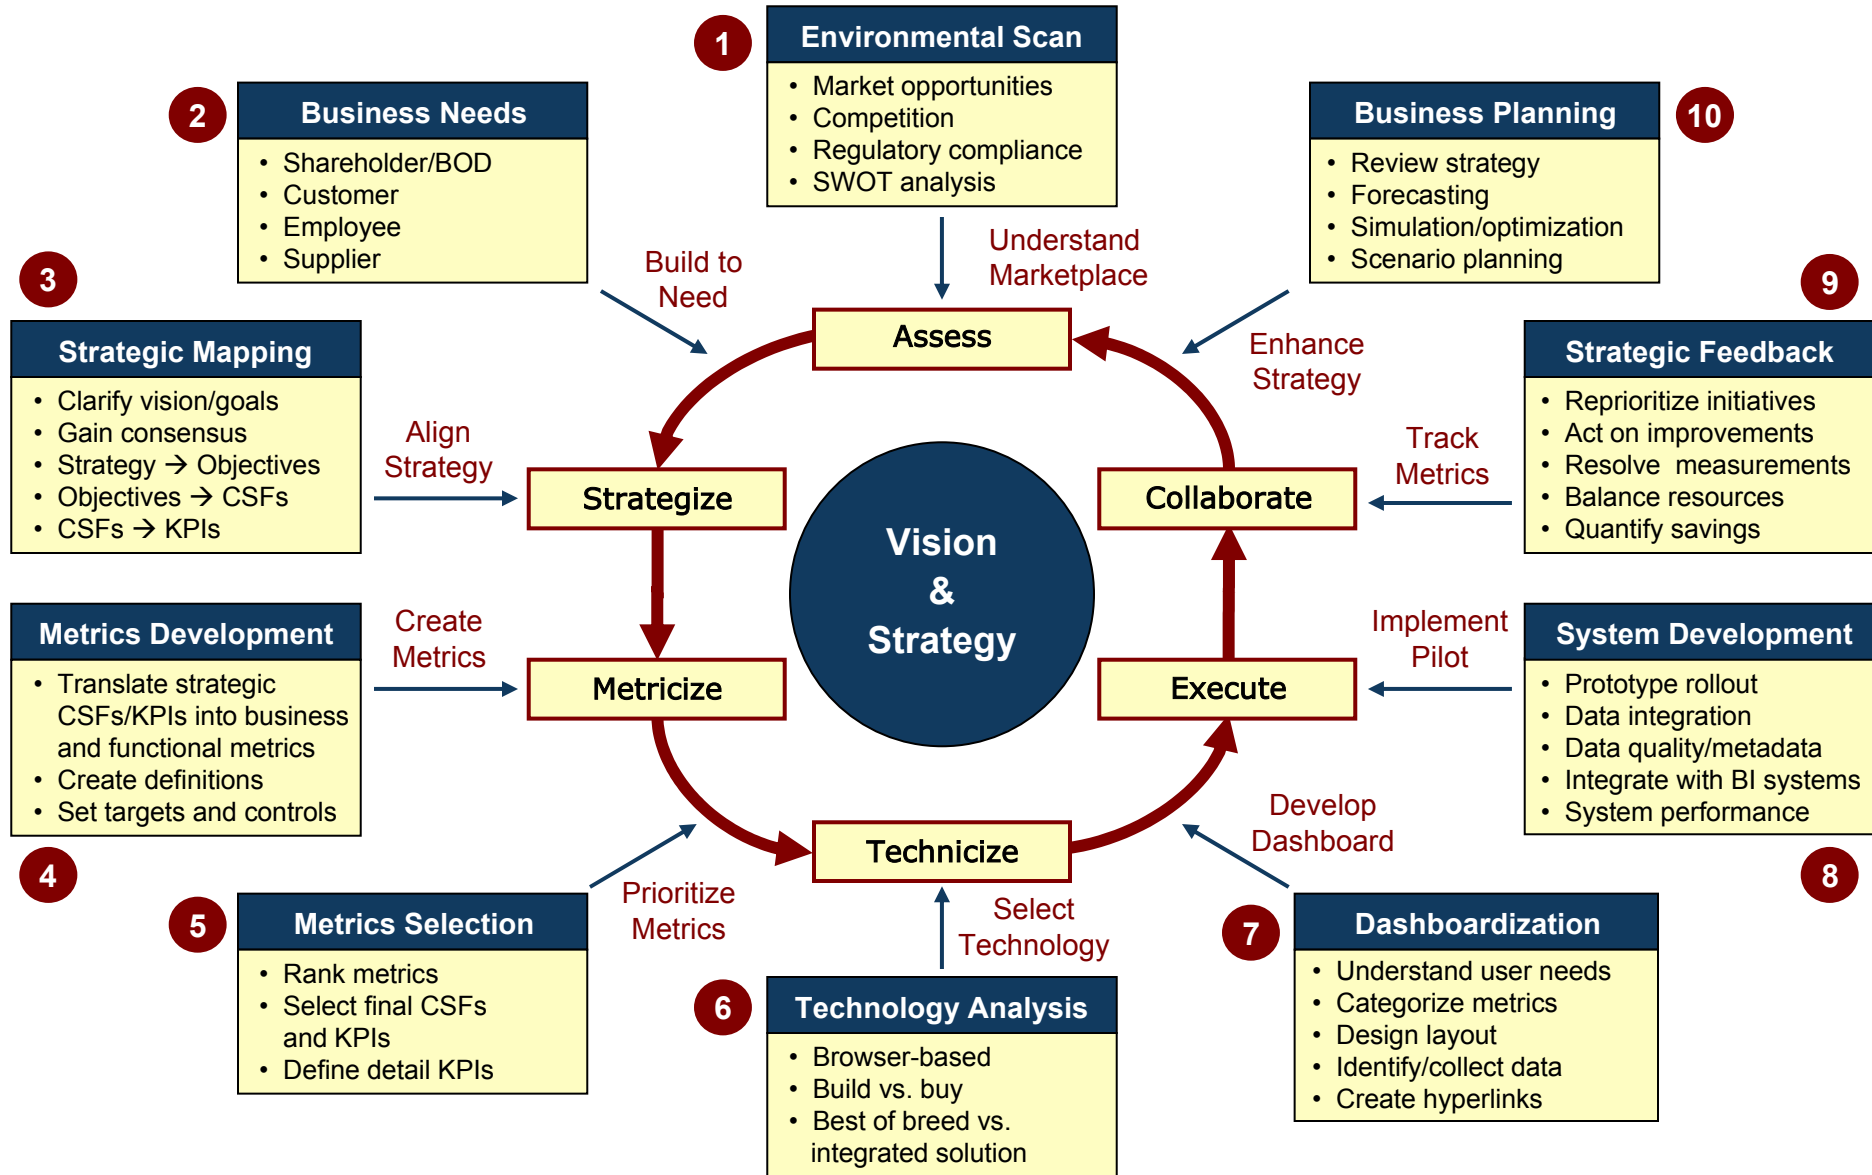 1
Environmental Scan
• Market opportunities
• Competition
• Regulatory compliance
• SWOT analysis
Understand
Marketplace
2
Business Needs
• Shareholder/BOD
• Customer
• Employee
• Supplier
Build to
Need
3
Strategic Mapping
• Clarify vision/goals
• Gain consensus
• Strategy → Objectives
• Objectives → CSFs
• CSFs → KPIs
Align
Strategy
Metrics Development
• Translate strategic
CSFs/KPIs into business
and functional metrics
• Create definitions
• Set targets and controls
4
Create
Metrics
5
Metrics Selection
• Rank metrics
• Select final CSFs
and KPIs
• Define detail KPIs
Prioritize
Metrics
6
Technology Analysis
• Browser-based
• Build vs. buy
• Best of breed vs.
integrated solution
Select
Technology
7
Dashboardization
• Understand user needs
• Categorize metrics
• Design layout
• Identify/collect data
• Create hyperlinks
Develop
Dashboard
System Development
• Prototype rollout
• Data integration
• Data quality/metadata
• Integrate with BI systems
• System performance
8
Implement
Pilot
9
Strategic Feedback
• Reprioritize initiatives
• Act on improvements
• Resolve  measurements
• Balance resources
• Quantify savings
Track
Metrics
Business Planning
10
• Review strategy
• Forecasting
• Simulation/optimization
• Scenario planning
Enhance
Strategy
Assess
Strategize
Metricize
Technicize
Execute
Collaborate
Vision
&
Strategy